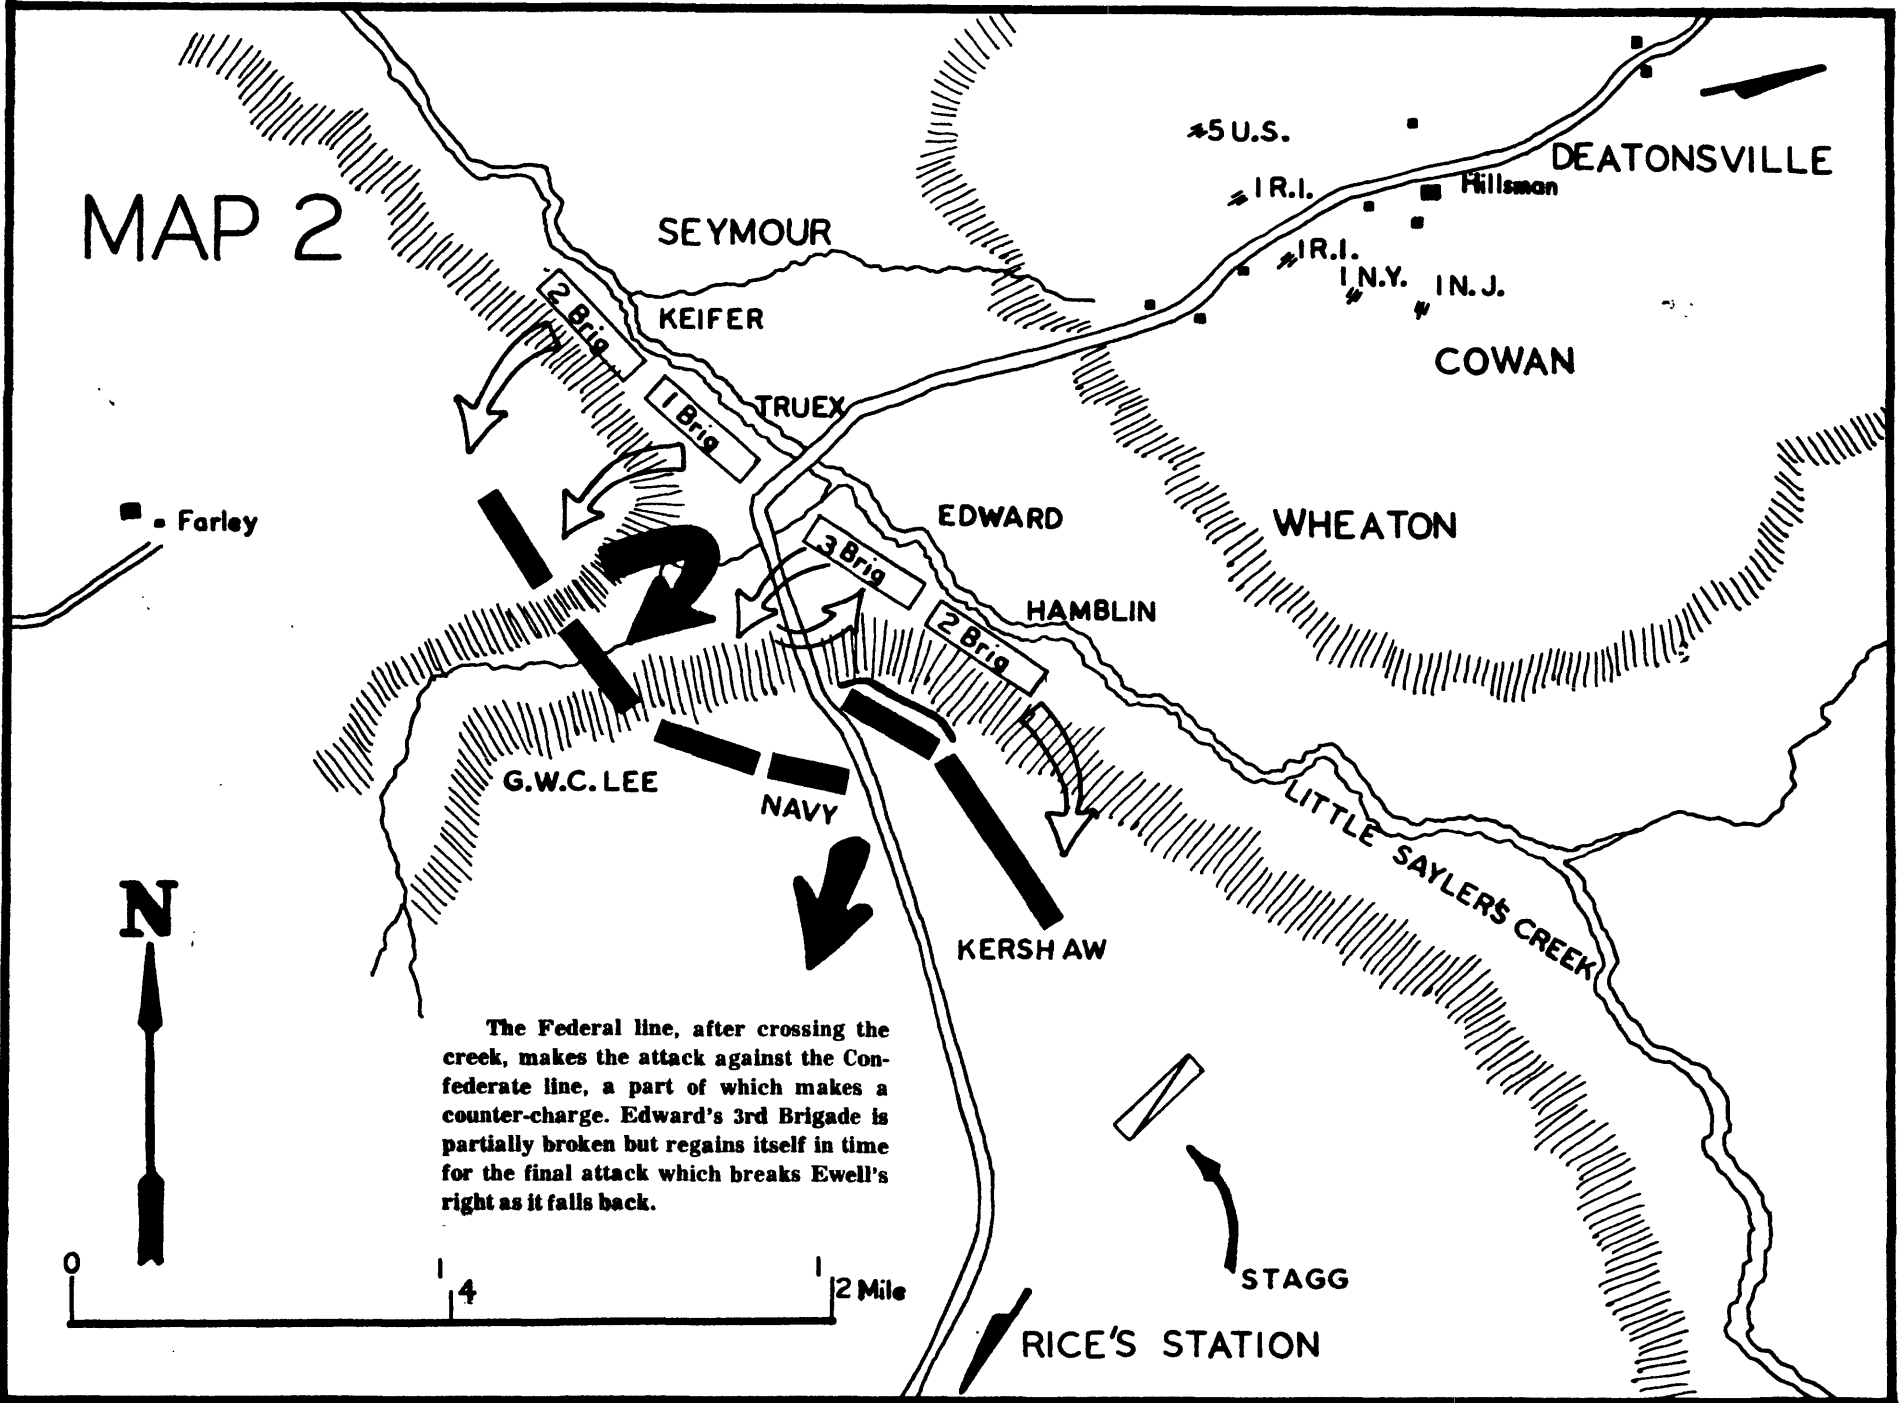 MAP 2
5 U.S.
DEATONSVILLE
1 R.I.
Hillsman
SEYMOUR
1 R.I.
1 N.Y.
1 N.J.
2 Brig
KEIFER
COWAN
1 Brig
TRUEX
Farley
EDWARD
WHEATON
3 Brig
HAMBLIN
2 Brig
G.W.C. LEE
NAVY
LITTLE SAYLER'S CREEK
KERSHAW
N
The Federal line, after crossing the
creek, makes the attack against the Con-
federate line, a part of which makes a
counter-charge. Edward's 3rd Brigade is
partially broken but regains itself in time
for the final attack which breaks Ewell's
right as it falls back.
STAGG
0
1/4
1/2 Mile
RICE'S STATION